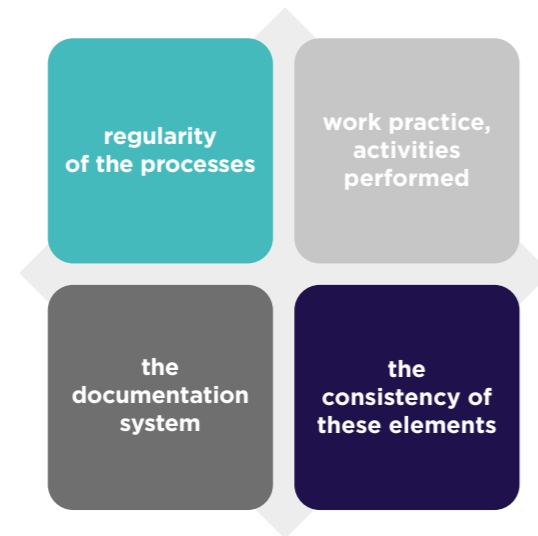 regularity
of the processes
work practice,
activities
performed
the
documentation
system
the
consistency of
these elements